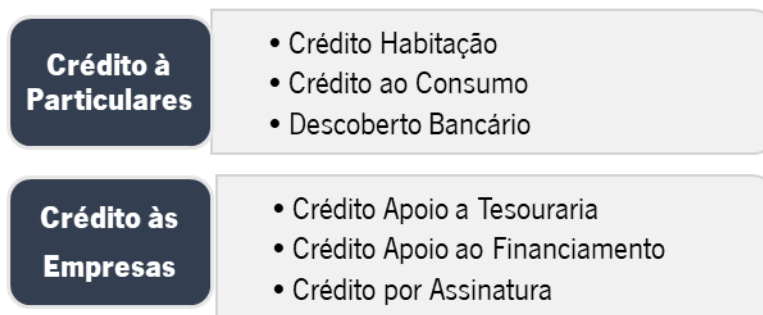 Crédito à
Particulares
• Crédito Habitação
• Crédito ao Consumo
• Descoberto Bancário
Crédito às
Empresas
• Crédito Apoio a Tesouraria
• Crédito Apoio ao Financiamento
• Crédito por Assinatura